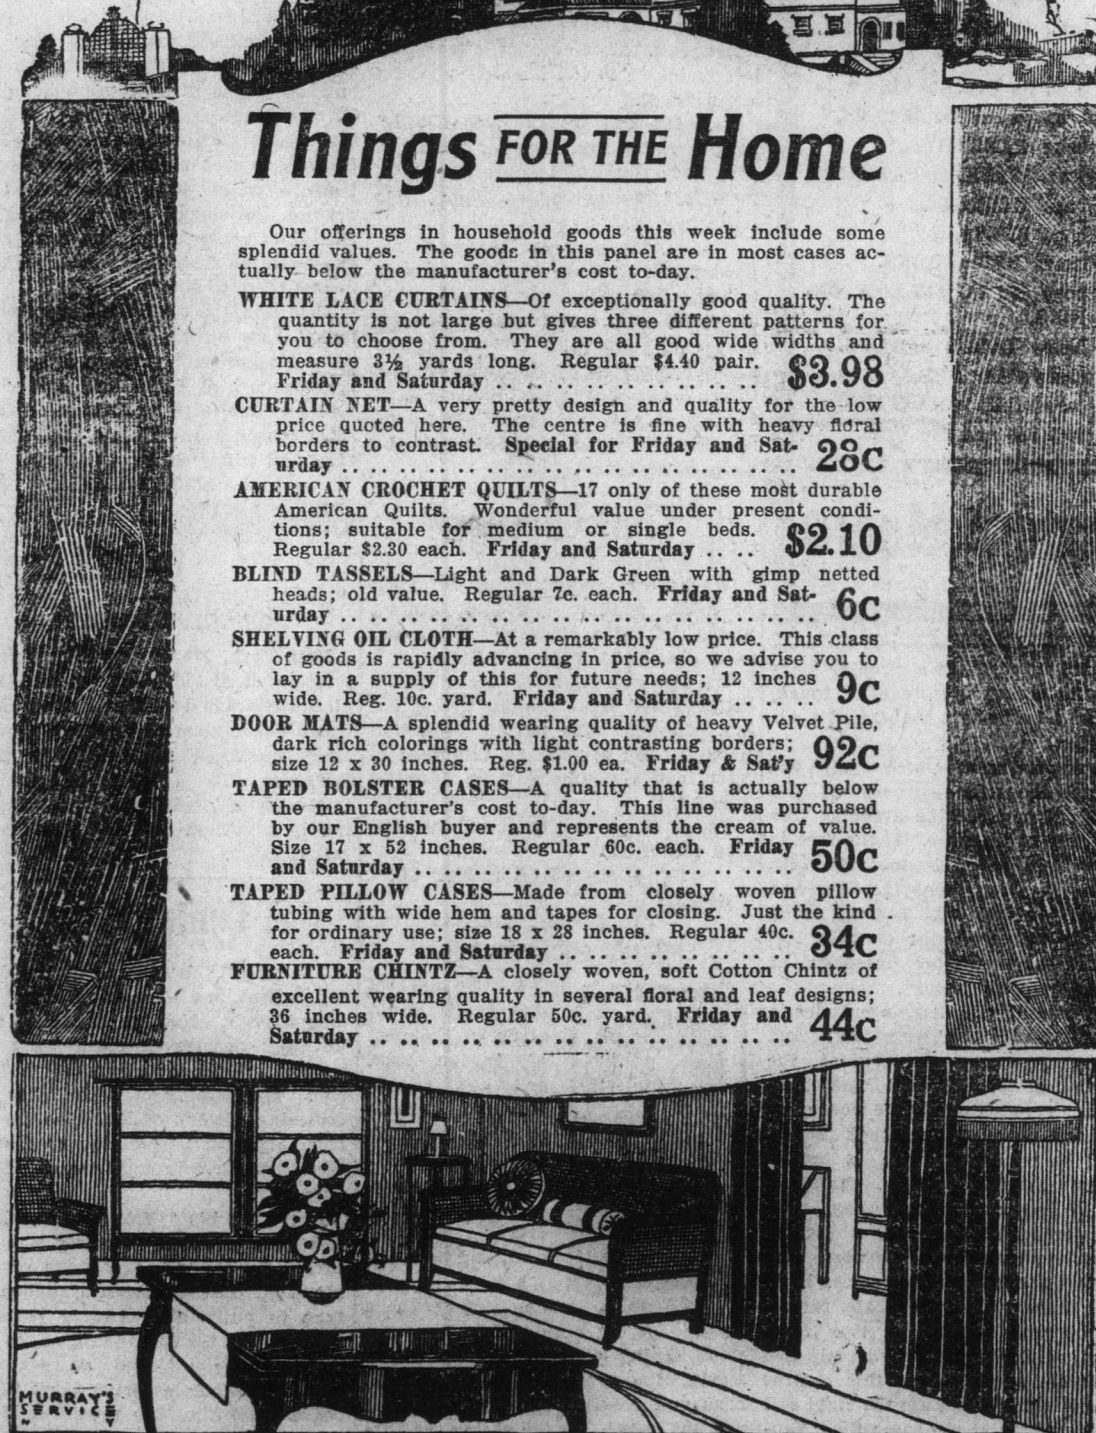 Things FOR THE Home
Our offerings in household goods this week include some
splendid values. The goods in this panel are in most cases ac-
tually below the manufacturer's cost to-day.
WHITE LACE CURTAINS—Of exceptionally good quality. The
quantity is not large but gives three different patterns for
you to choose from. They are all good wide widths and
measure 3½ yards long. Regular $4.40 pair.
Friday and Saturday .. .. .. .. .. .. .. .. .. $3.98
CURTAIN NET—A very pretty design and quality for the low
price quoted here. The centre is fine with heavy floral
borders to contrast. Special for Friday and Sat-
urday .. .. .. .. .. .. .. .. .. .. .. .. .. .. .. .. 28c
AMERICAN CROCHET QUILTS—17 only of these most durable
American Quilts. Wonderful value under present condi-
tions; suitable for medium or single beds.
Regular $2.30 each. Friday and Saturday .. .. $2.10
BLIND TASSELS—Light and Dark Green with gimp netted
heads; old value. Regular 7c. each. Friday and Sat-
urday .. .. .. .. .. .. .. .. .. .. .. .. .. .. .. .. .. 6c
SHELVING OIL CLOTH—At a remarkably low price. This class
of goods is rapidly advancing in price, so we advise you to
lay in a supply of this for future needs; 12 inches
wide. Reg. 10c. yard. Friday and Saturday .. .. .. 9c
DOOR MATS—A splendid wearing quality of heavy Velvet Pile,
dark rich colorings with light contrasting borders;
size 12 x 30 inches. Reg. $1.00 ea. Friday & Sat'y 92c
TAPED BOLSTER CASES—A quality that is actually below
the manufacturer's cost to-day. This line was purchased
by our English buyer and represents the cream of value.
Size 17 x 52 inches. Regular 60c. each. Friday
and Saturday .. .. .. .. .. .. .. .. .. .. .. .. .. 50c
TAPED PILLOW CASES—Made from closely woven pillow
tubing with wide hem and tapes for closing. Just the kind
for ordinary use; size 18 x 28 inches. Regular 40c.
each. Friday and Saturday .. .. .. .. .. .. .. .. 34c
FURNITURE CHINTZ—A closely woven, soft Cotton Chintz of
excellent wearing quality in several floral and leaf designs;
36 inches wide. Regular 50c. yard. Friday and
Saturday .. .. .. .. .. .. .. .. .. .. .. .. .. .. 44c
MURRAY'S
SERVICE
N Y